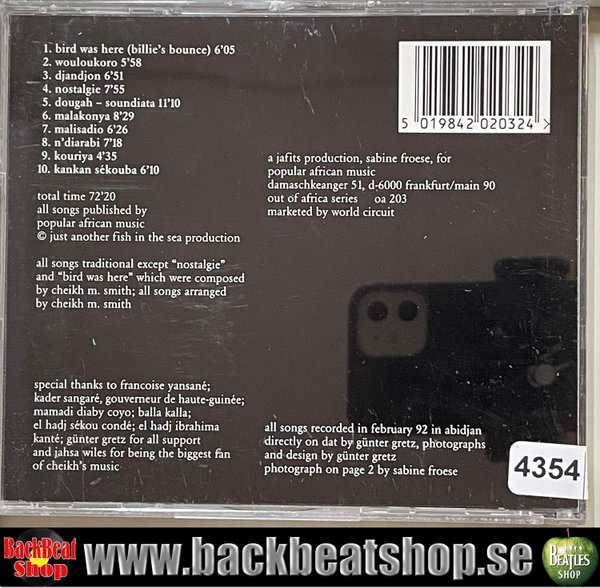 1. bird was here (billie's bounce) 6'05
2. wouloukoro 5'58
3. djandjon 6'51
4. nostalgie 7'55
5. dougah – soundiata 11'10
6. malakonya 8'29
7. malisadio 6'26
8. n'diarabi 7'18
9. kouriya 4'35
10. kankan sékouba 6'10
total time 72'20
all songs published by
popular african music
© just another fish in the sea production
all songs traditional except "nostalgie"
and "bird was here" which were composed
by cheikh m. smith; all songs arranged
by cheikh m. smith
special thanks to francoise yansané;
kader sangaré, gouverneur de haute-guinée;
mamadi diaby coyo; balla kalla;
el hadj sékou condé; el hadj ibrahima
kanté; günter gretz for all support
and jahsa wiles for being the biggest fan
of cheikh's music
5 019842 020324 >
a jafits production, sabine froese, for
popular african music
damaschkeanger 51, d-6000 frankfurt/main 90
out of africa series oa 203
marketed by world circuit
all songs recorded in february 92 in abidjan
directly on dat by günter gretz, photographs
and design by günter gretz
photograph on page 2 by sabine froese
4354
BackBeat
Shop
www.backbeatshop.se
BEATLES
SHOP